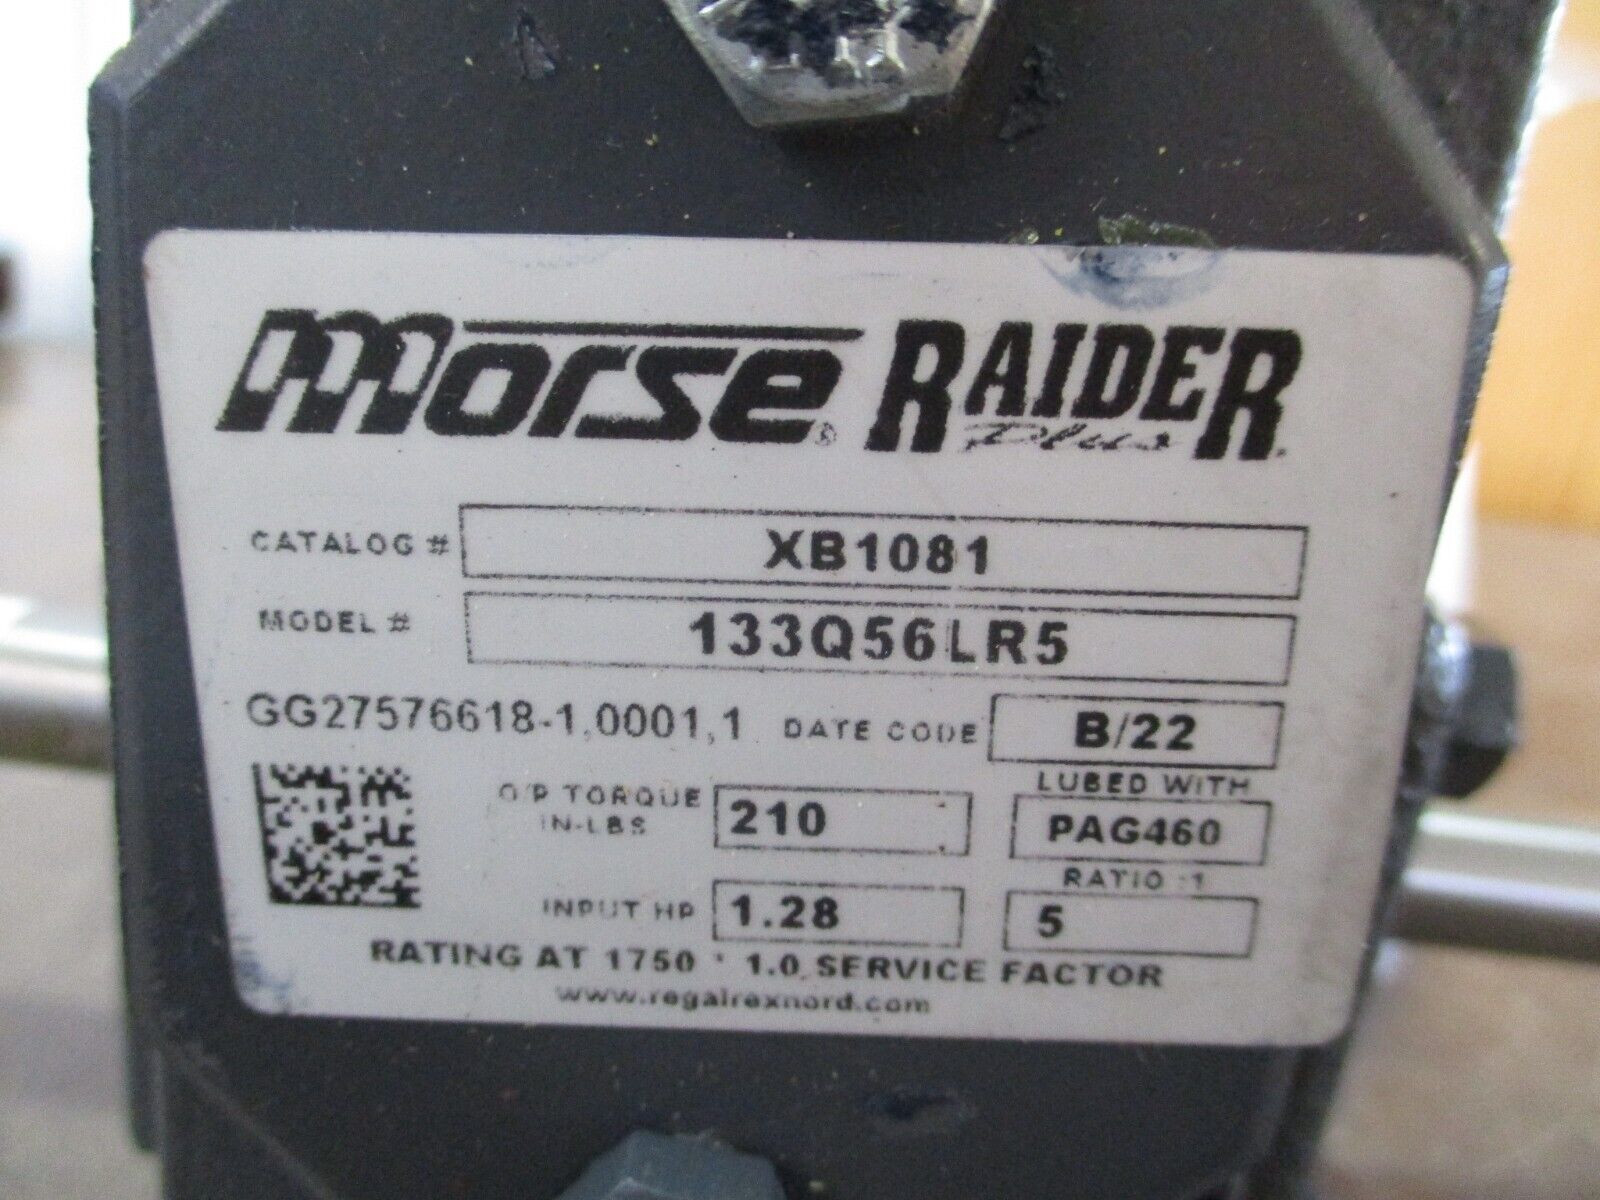 morse® RAIDER Plus
CATALOG # XB1081
MODEL # 133Q56LR5
GG27576618-1,0001,1 DATE CODE B/22
O/P TORQUE IN-LBS 210
LUBED WITH PAG460
INPUT HP 1.28
RATIO :1 5
RATING AT 1750 * 1.0 SERVICE FACTOR
www.regalrexnord.com